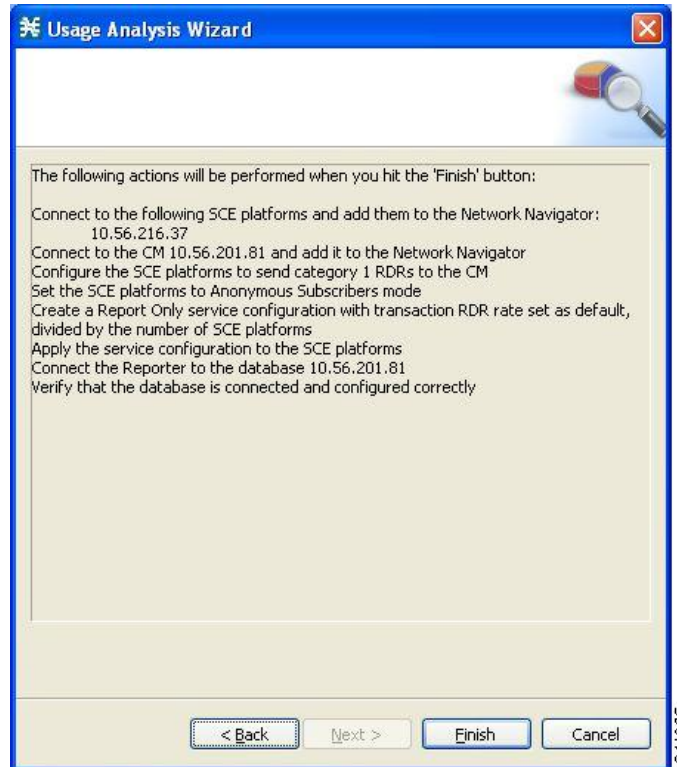 Usage Analysis Wizard
The following actions will be performed when you hit the 'Finish' button:
Connect to the following SCE platforms and add them to the Network Navigator:
10.56.216.37
Connect to the CM 10.56.201.81 and add it to the Network Navigator
Configure the SCE platforms to send category 1 RDRs to the CM
Set the SCE platforms to Anonymous Subscribers mode
Create a Report Only service configuration with transaction RDR rate set as default,
divided by the number of SCE platforms
Apply the service configuration to the SCE platforms
Connect the Reporter to the database 10.56.201.81
Verify that the database is connected and configured correctly
< Back Next > Finish Cancel